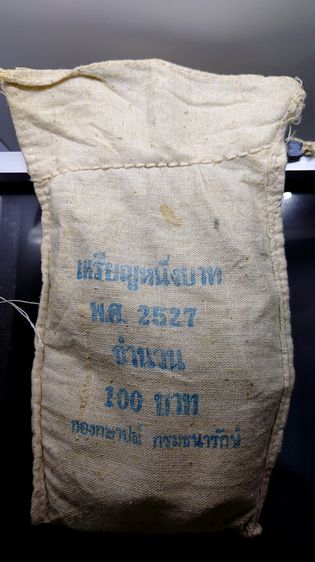 เหรียญหนึ่งบาท
พ.ศ. 2527
จำนวน
100 บาท
กองกษาปณ์ กรมธนารักษ์